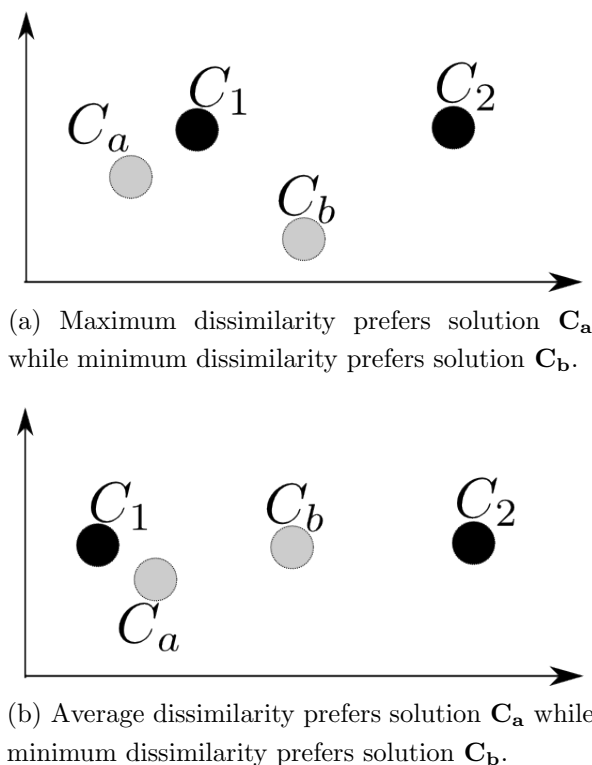 C_1
C_2
C_a
C_b
(a) Maximum dissimilarity prefers solution C_a
while minimum dissimilarity prefers solution C_b.
C_1
C_b
C_2
C_a
(b) Average dissimilarity prefers solution C_a while
minimum dissimilarity prefers solution C_b.